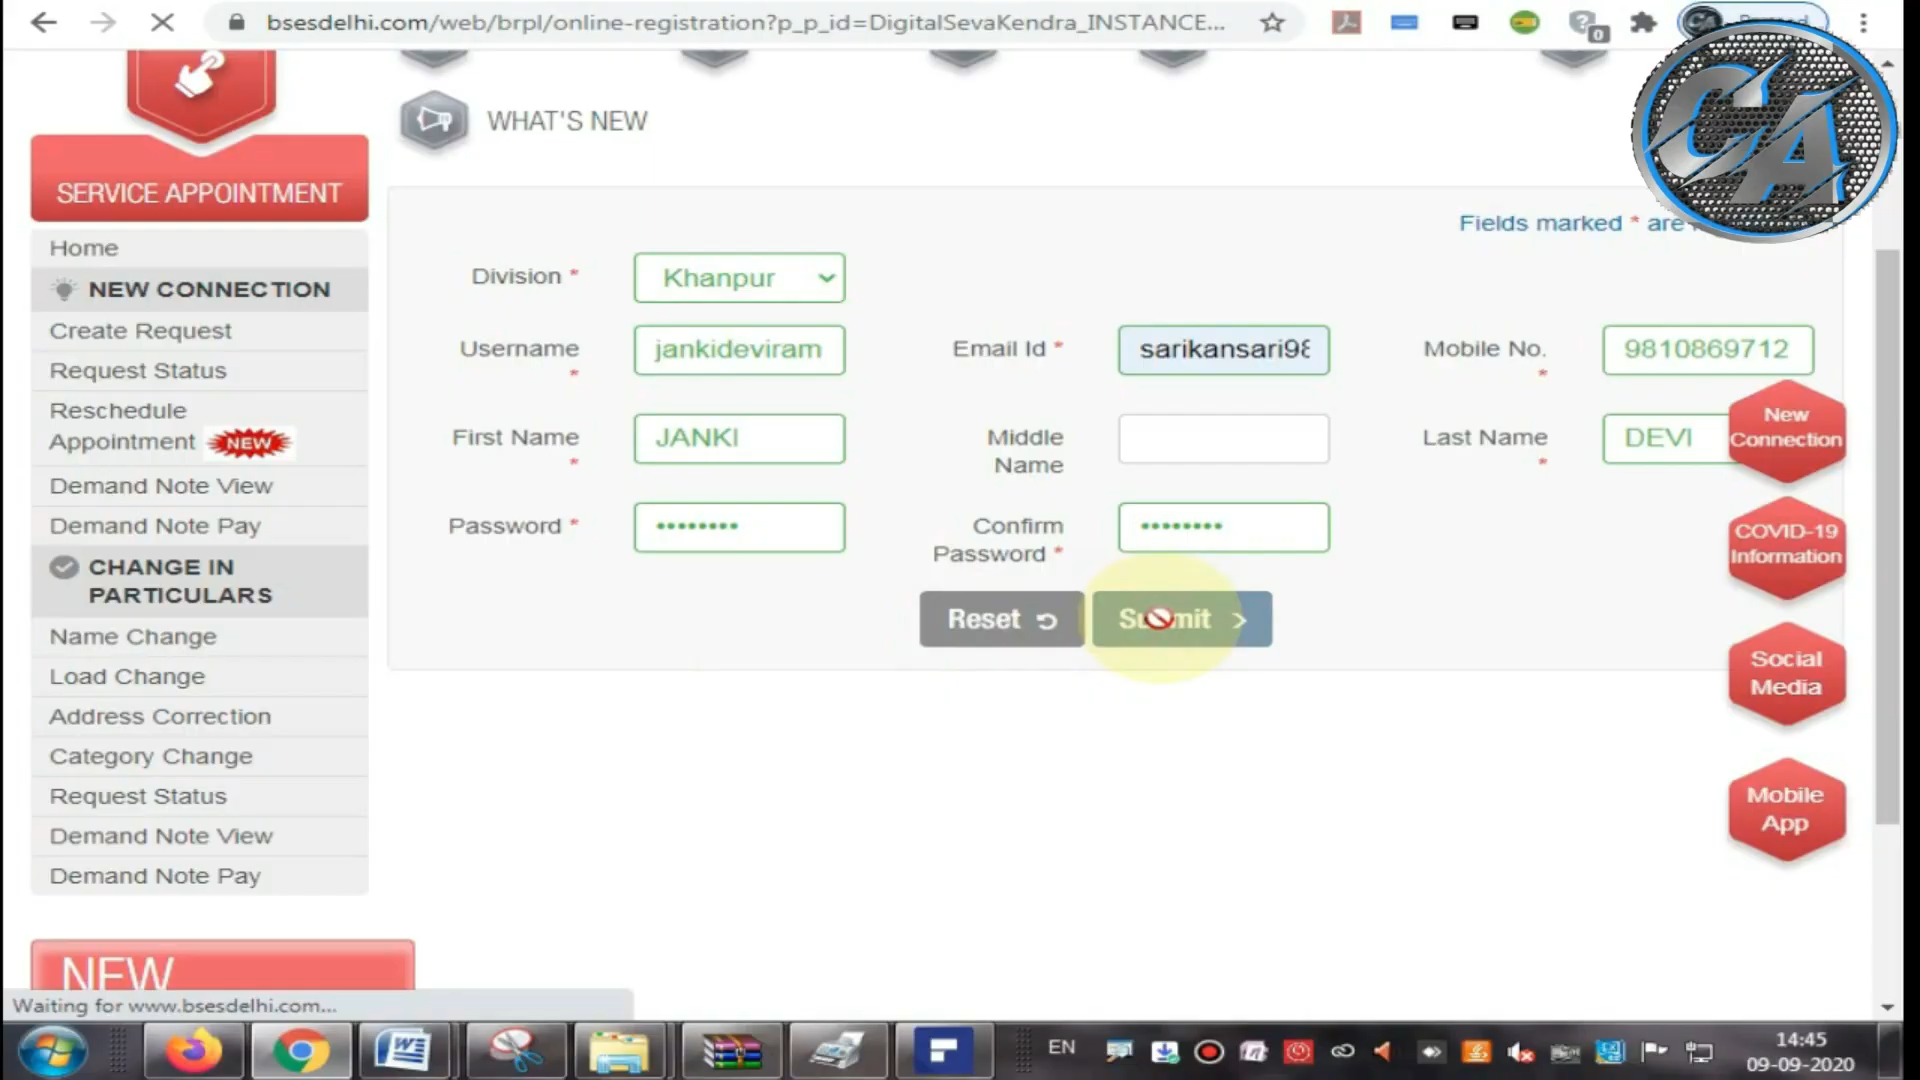 bsesdelhi.com/web/brpl/online-registration?p_p_id=DigitalSevaKendra_INSTANCE...
0
CA
WHAT'S NEW
SERVICE APPOINTMENT
Fields marked * are
Home
NEW CONNECTION
Create Request
Request Status
Reschedule
Appointment NEW
Demand Note View
Demand Note Pay
CHANGE IN
PARTICULARS
Name Change
Load Change
Address Correction
Category Change
Request Status
Demand Note View
Demand Note Pay
NEW
Division * Khanpur
Username * jankideviram
Email Id * sarikansari98
Mobile No. * 9810869712
First Name * JANKI
Middle
Name
Last Name * DEVI
Password * ••••••••
Confirm
Password * ••••••••
Reset Submit >
New
Connection
COVID-19
Information
Social
Media
Mobile
App
Waiting for www.bsesdelhi.com...
EN
14:45
09-09-2020